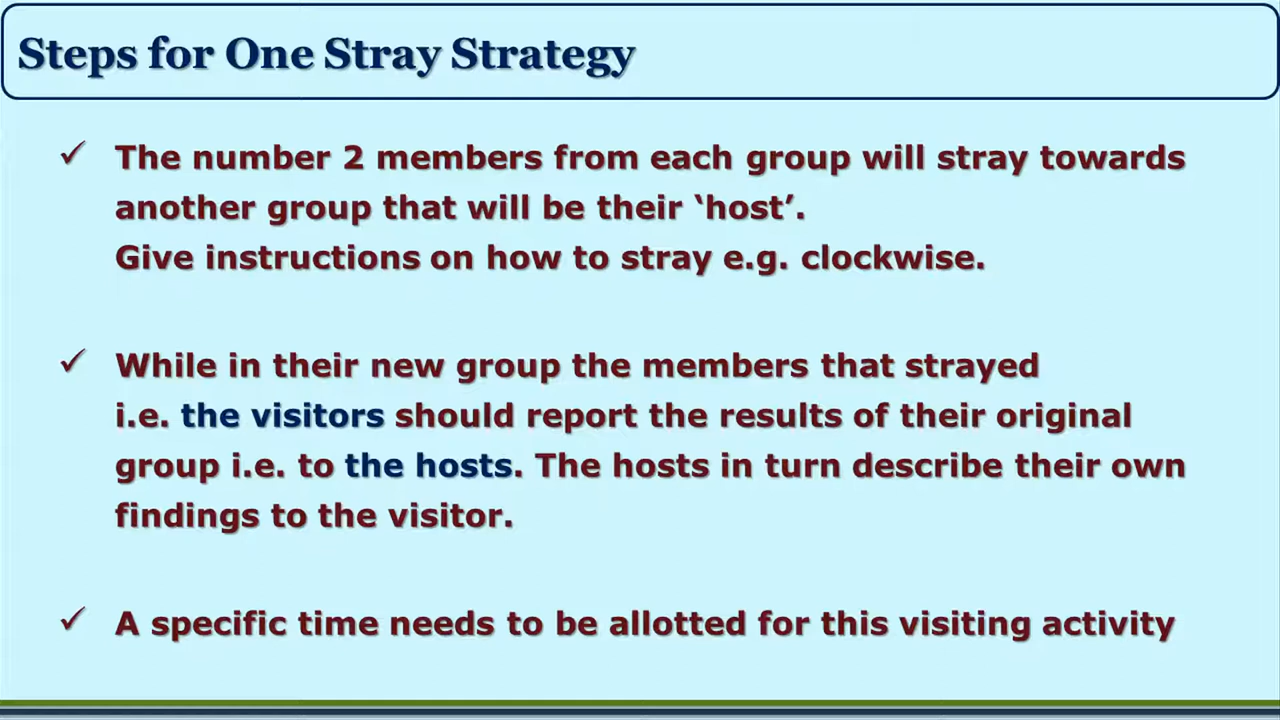 Steps for One Stray Strategy
✓ The number 2 members from each group will stray towards
another group that will be their ‘host’.
Give instructions on how to stray e.g. clockwise.
✓ While in their new group the members that strayed
i.e. the visitors should report the results of their original
group i.e. to the hosts. The hosts in turn describe their own
findings to the visitor.
✓ A specific time needs to be allotted for this visiting activity